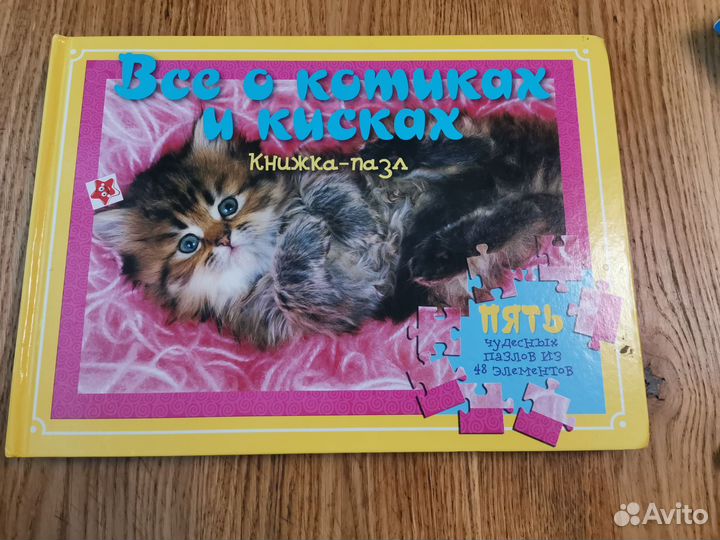 Все о котиках
и кисках
Книжка-пазл
ПЯТЬ
чудесных
пазлов из
48 элементов
Avito